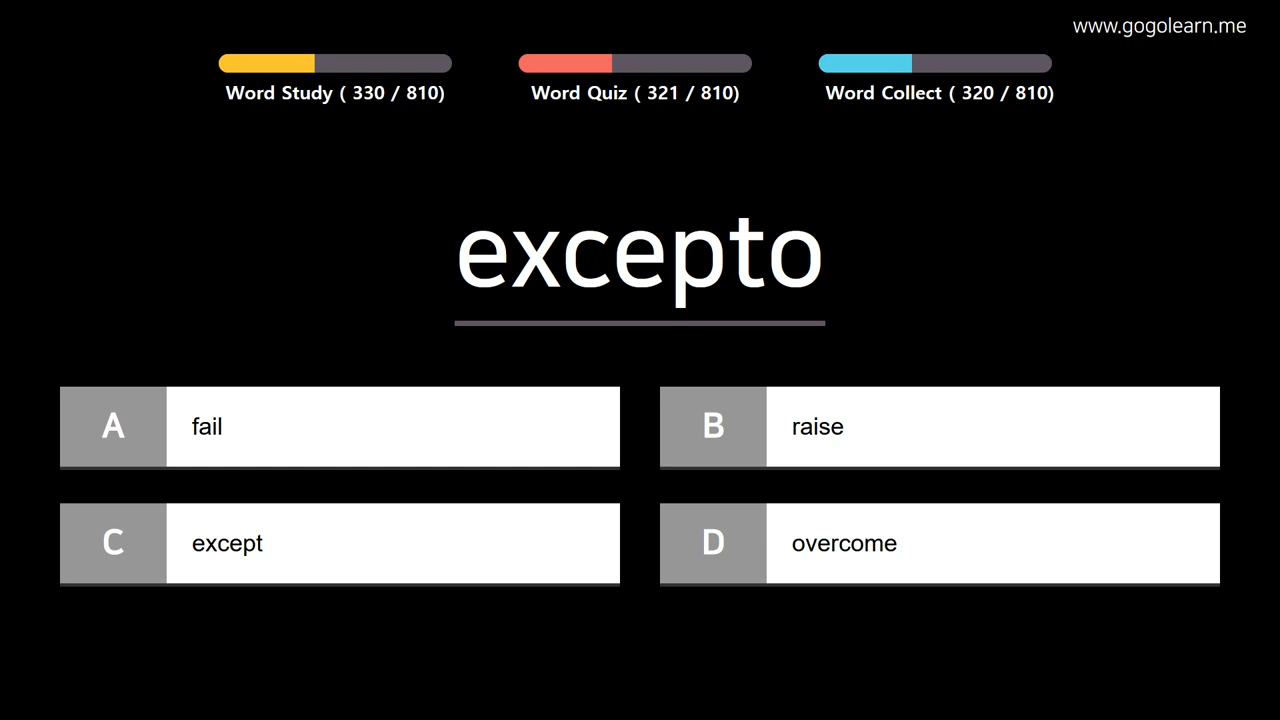 www.gogolearn.me
Word Study ( 330 / 810)
Word Quiz ( 321 / 810)
Word Collect ( 320 / 810)
excepto
A fail
B raise
C except
D overcome